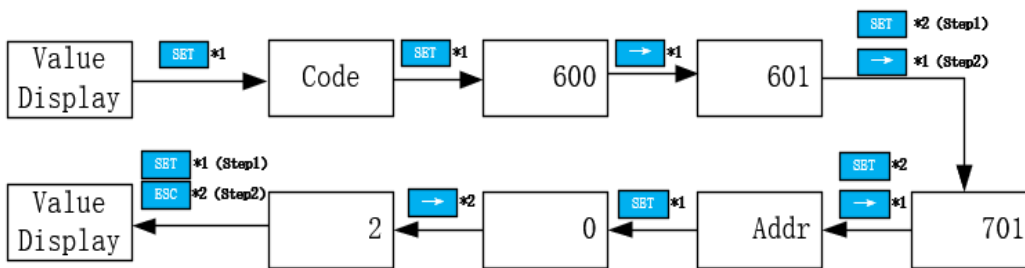 SET *2 (Step1)
Value
Display
SET *1
Code
SET *1
600
→ *1
601
→ *1 (Step2)
SET *1 (Step1)
ESC *2 (Step2)
Value
Display
2
→ *2
0
SET *1
Addr
SET *2
→ *1
701